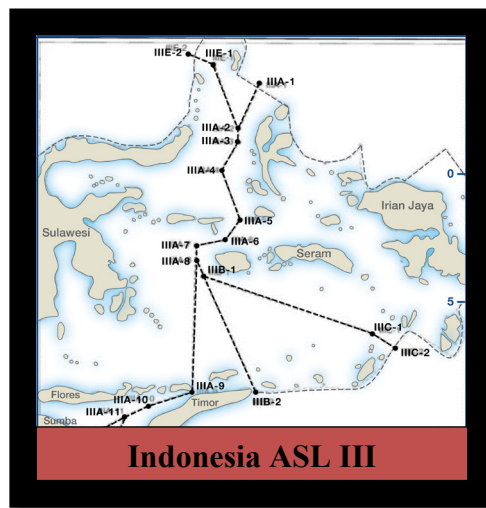 IIIE-2
IIIE-1
IIIA-1
IIIA-2
IIIA-3
IIIA-4
0
Irian Jaya
IIIA-5
Sulawesi
IIIA-7
IIIA-6
Seram
IIIA-8
IIIB-1
5
IIIC-1
IIIC-2
Flores
IIIA-9
IIIA-10
Timor
IIIB-2
IIIA-11
Sumba
Indonesia ASL III